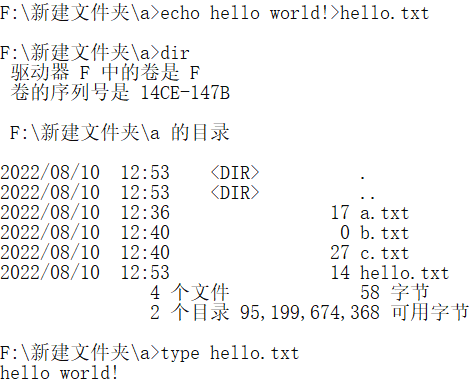 F:\新建文件夹\a>echo hello world!>hello.txt
F:\新建文件夹\a>dir
驱动器 F 中的卷是 F
卷的序列号是 14CE-147B
F:\新建文件夹\a 的目录
2022/08/10  12:53    <DIR>          .
2022/08/10  12:53    <DIR>          ..
2022/08/10  12:36                17 a.txt
2022/08/10  12:40                 0 b.txt
2022/08/10  12:40                27 c.txt
2022/08/10  12:53                14 hello.txt
4 个文件             58 字节
2 个目录 95,199,674,368 可用字节
F:\新建文件夹\a>type hello.txt
hello world!